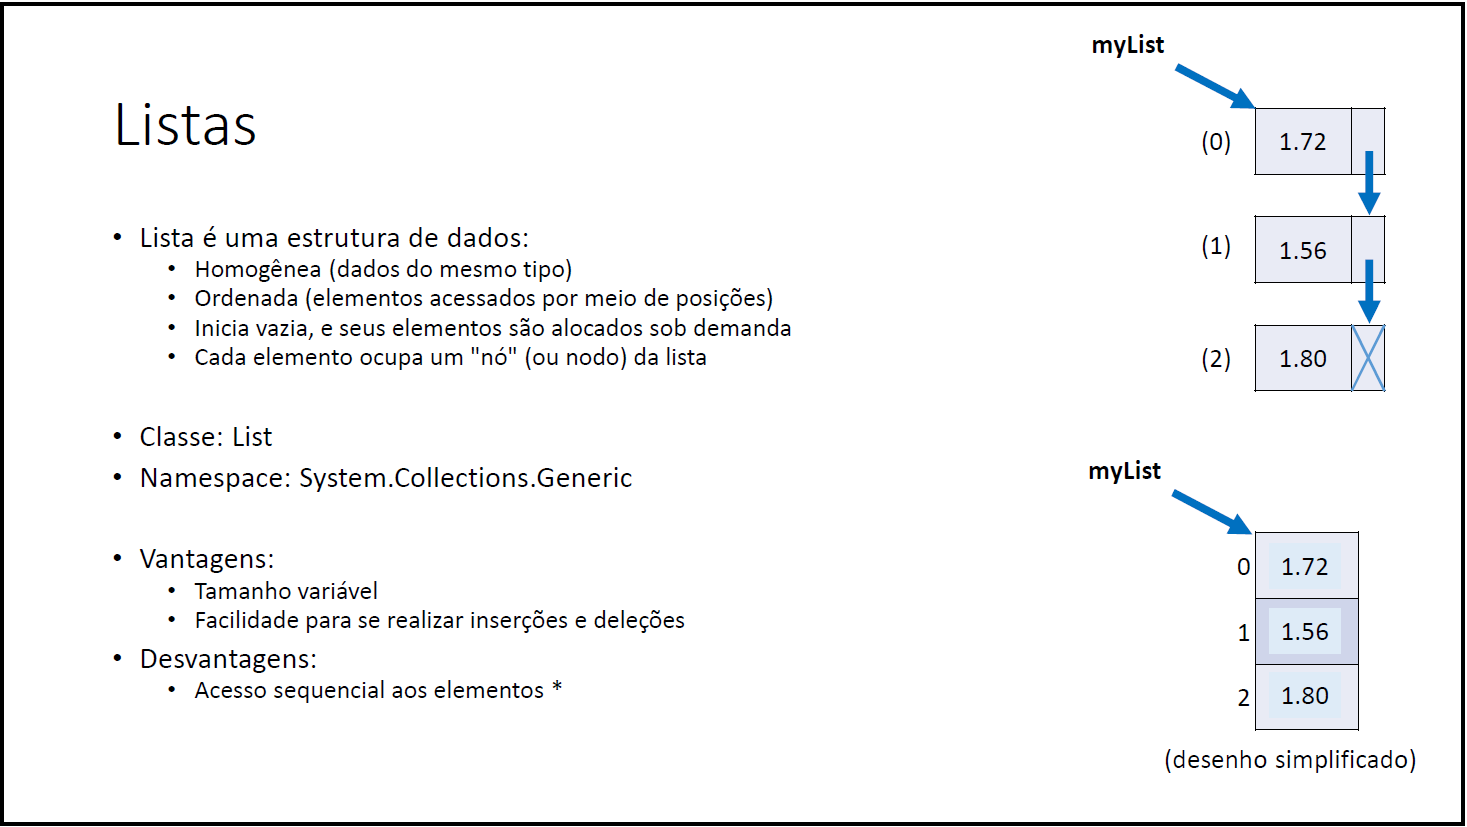 Listas
• Lista é uma estrutura de dados:
• Homogênea (dados do mesmo tipo)
• Ordenada (elementos acessados por meio de posições)
• Inicia vazia, e seus elementos são alocados sob demanda
• Cada elemento ocupa um "nó" (ou nodo) da lista
• Classe: List
• Namespace: System.Collections.Generic
• Vantagens:
• Tamanho variável
• Facilidade para se realizar inserções e deleções
• Desvantagens:
• Acesso sequencial aos elementos *
myList
(0) 1.72
(1) 1.56
(2) 1.80
myList
0 1.72
1 1.56
2 1.80
(desenho simplificado)